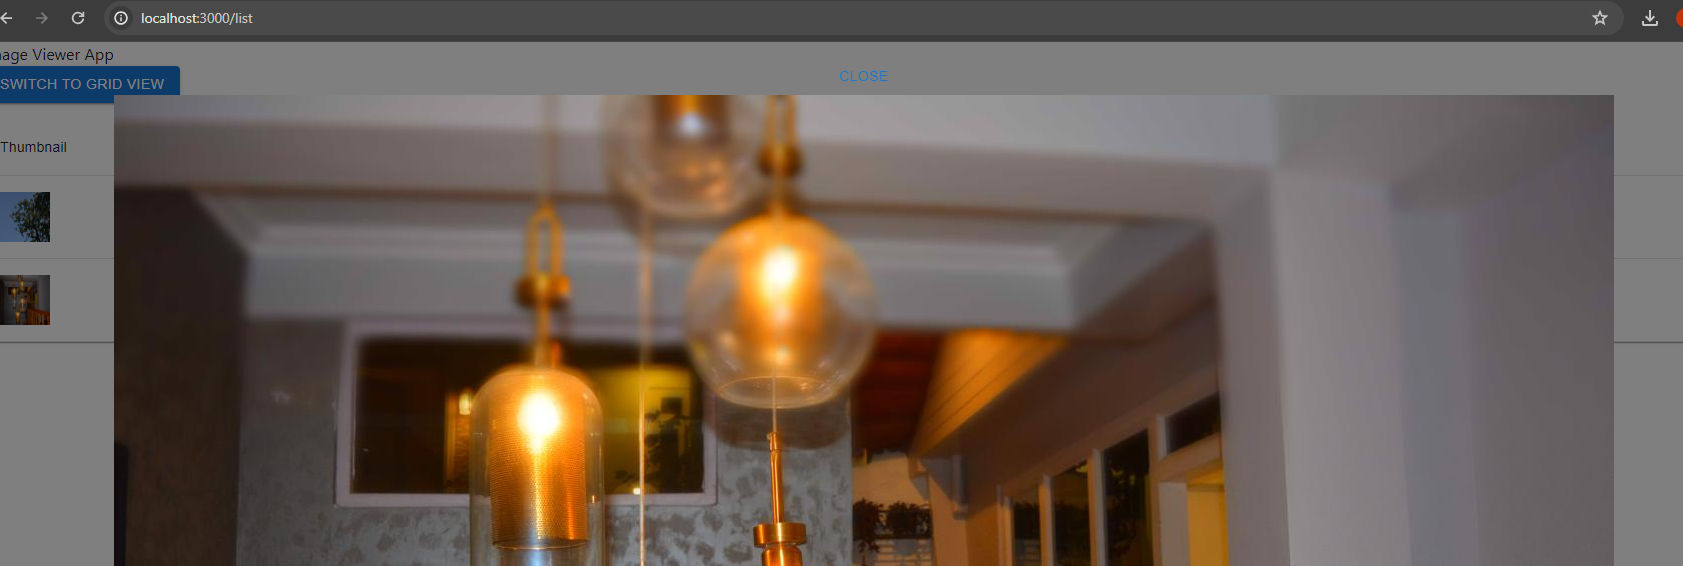 localhost:3000/list
age Viewer App
SWITCH TO GRID VIEW
CLOSE
Thumbnail